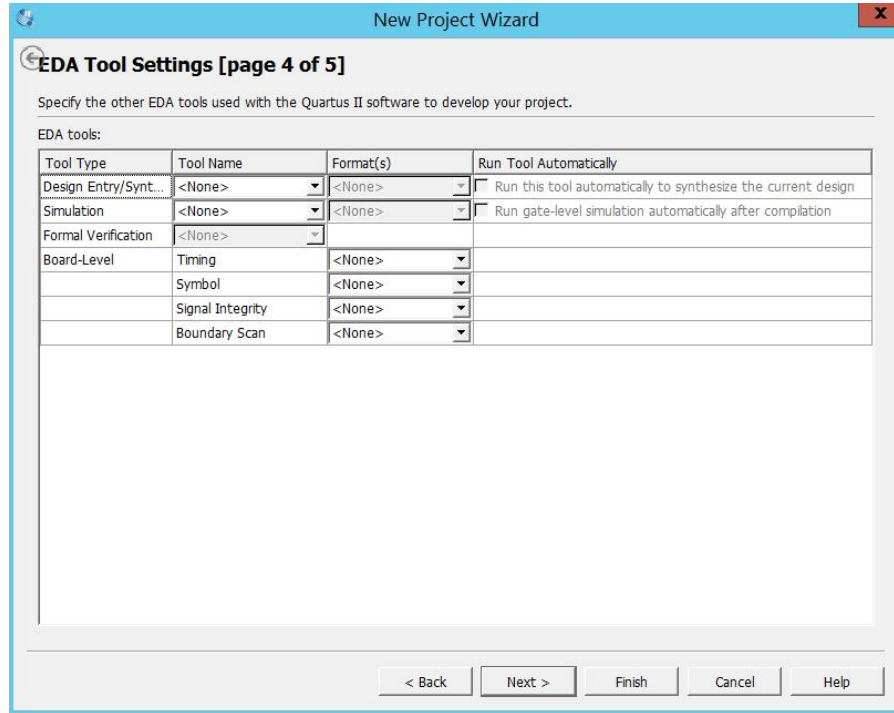 New Project Wizard
x
EDA Tool Settings [page 4 of 5]
Specify the other EDA tools used with the Quartus II software to develop your project.
EDA tools:
Tool Type Tool Name Format(s) Run Tool Automatically
Design Entry/Synt... <None> <None> Run this tool automatically to synthesize the current design
Simulation <None> <None> Run gate-level simulation automatically after compilation
Formal Verification <None>
Board-Level Timing <None>
Symbol <None>
Signal Integrity <None>
Boundary Scan <None>
< Back Next > Finish Cancel Help